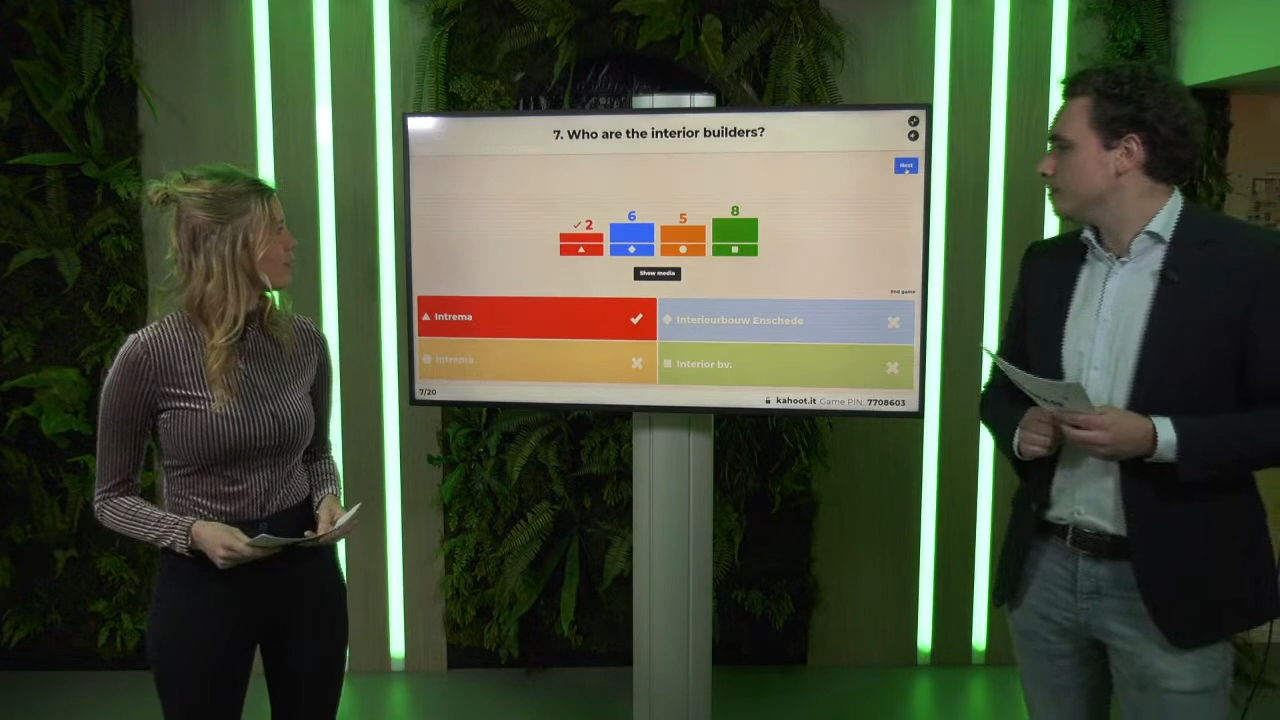 7. Who are the interior builders?
Next
2
6
5
8
Show media
End game
Intrema
Interieurbouw Enschede
Interior bv.
7/20
kahoot.it Game PIN: 7708603